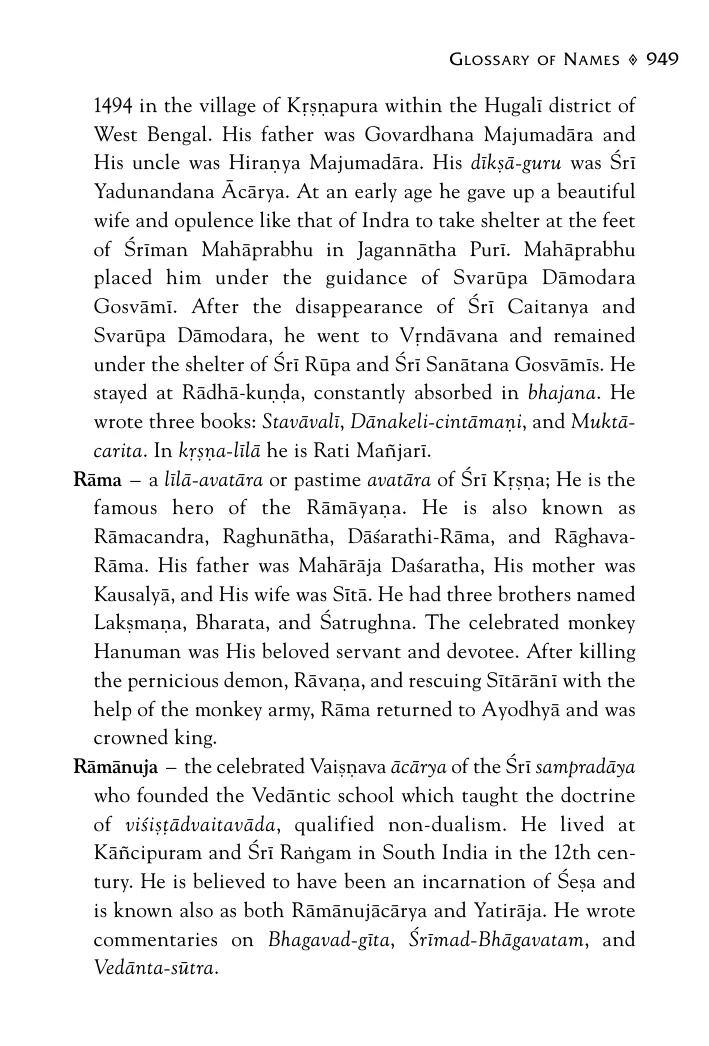 Glossary of Names ◊ 949
1494 in the village of Kṛṣṇapura within the Hugalī district of
West Bengal. His father was Govardhana Majumadāra and
His uncle was Hiraṇya Majumadāra. His dīkṣā-guru was Śrī
Yadunandana Ācārya. At an early age he gave up a beautiful
wife and opulence like that of Indra to take shelter at the feet
of Śrīman Mahāprabhu in Jagannātha Purī. Mahāprabhu
placed him under the guidance of Svarūpa Dāmodara
Gosvāmī. After the disappearance of Śrī Caitanya and
Svarūpa Dāmodara, he went to Vṛndāvana and remained
under the shelter of Śrī Rūpa and Śrī Sanātana Gosvāmīs. He
stayed at Rādhā-kuṇḍa, constantly absorbed in bhajana. He
wrote three books: Stavāvalī, Dānakeli-cintāmaṇi, and Muktā-
carita. In kṛṣṇa-līlā he is Rati Mañjarī.
Rāma – a līlā-avatāra or pastime avatāra of Śrī Kṛṣṇa; He is the
famous hero of the Rāmāyaṇa. He is also known as
Rāmacandra, Raghunātha, Dāśarathi-Rāma, and Rāghava-
Rāma. His father was Mahārāja Daśaratha, His mother was
Kausalyā, and His wife was Sītā. He had three brothers named
Lakṣmaṇa, Bharata, and Śatrughna. The celebrated monkey
Hanuman was His beloved servant and devotee. After killing
the pernicious demon, Rāvaṇa, and rescuing Sītārānī with the
help of the monkey army, Rāma returned to Ayodhyā and was
crowned king.
Rāmānuja – the celebrated Vaiṣṇava ācārya of the Śrī sampradāya
who founded the Vedāntic school which taught the doctrine
of viśiṣṭādvaitavāda, qualified non-dualism. He lived at
Kāñcipuram and Śrī Raṅgam in South India in the 12th cen-
tury. He is believed to have been an incarnation of Śeṣa and
is known also as both Rāmānujācārya and Yatirāja. He wrote
commentaries on Bhagavad-gīta, Śrīmad-Bhāgavatam, and
Vedānta-sūtra.